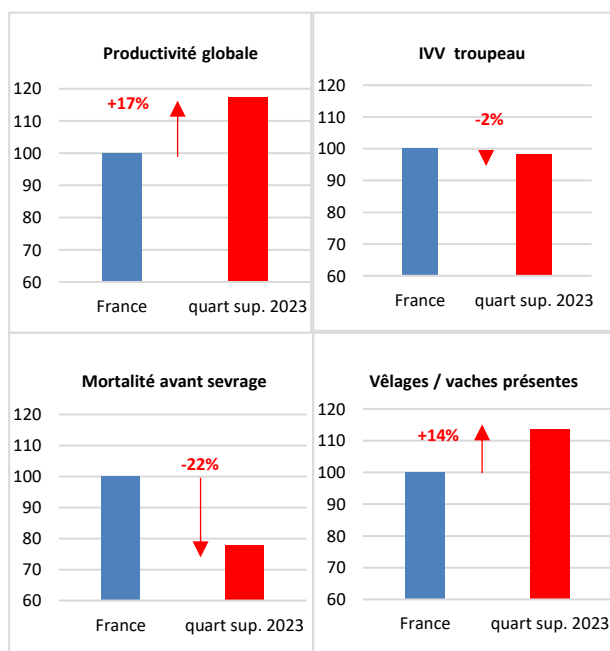 Productivité globale
120
110
100
90
80
70
60
+17%
France
quart sup. 2023
IVV troupeau
120
110
100
90
80
70
60
-2%
France
quart sup. 2023
Mortalité avant sevrage
120
110
100
90
80
70
60
-22%
France
quart sup. 2023
Vêlages / vaches présentes
120
110
100
90
80
70
60
+14%
France
quart sup. 2023